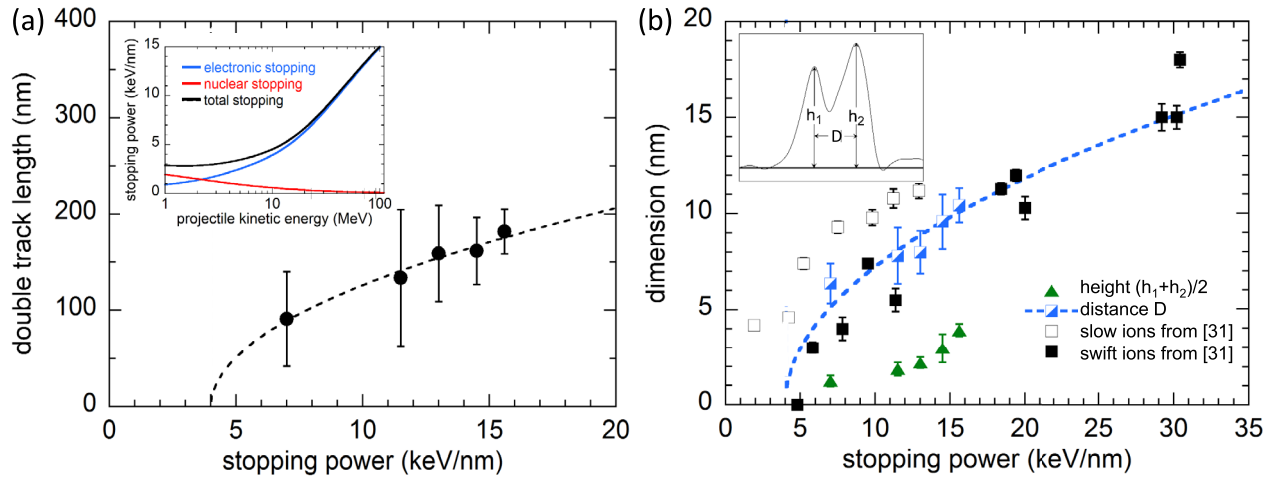 (a)
400
300
200
100
0
double track length (nm)
0
5
10
15
20
stopping power (keV/nm)
15
10
5
0
stopping power (keV/nm)
electronic stopping
nuclear stopping
total stopping
1
10
100
projectile kinetic energy (MeV)
(b)
20
15
10
5
0
dimension (nm)
h1
h2
D
height (h1+h2)/2
distance D
slow ions from [31]
swift ions from [31]
0
5
10
15
20
25
30
35
stopping power (keV/nm)